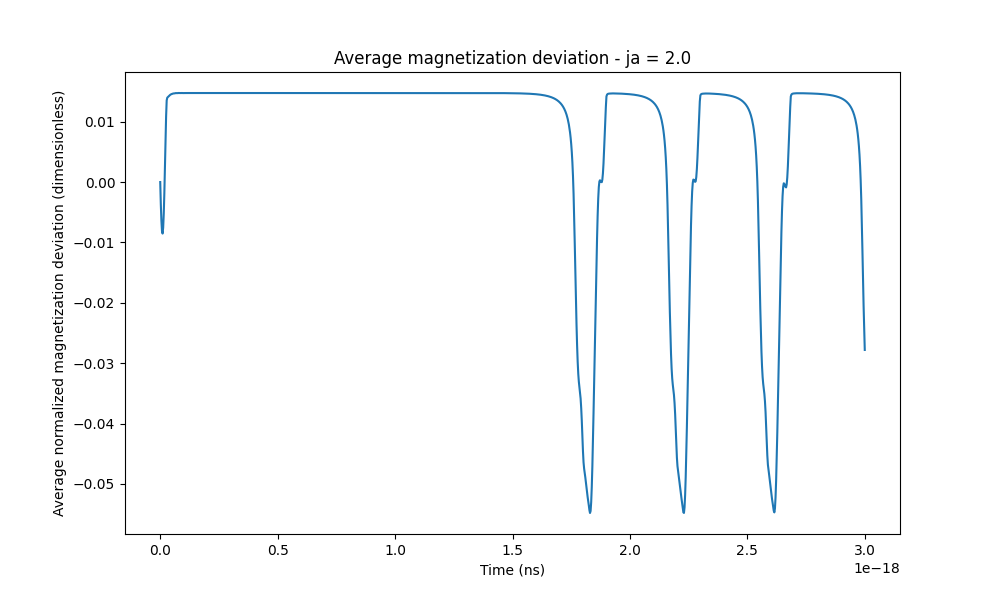 Average magnetization deviation - ja = 2.0
Average normalized magnetization deviation (dimensionless)
0.01
0.00
−0.01
−0.02
−0.03
−0.04
−0.05
0.0 0.5 1.0 1.5 2.0 2.5 3.0
1e−18
Time (ns)